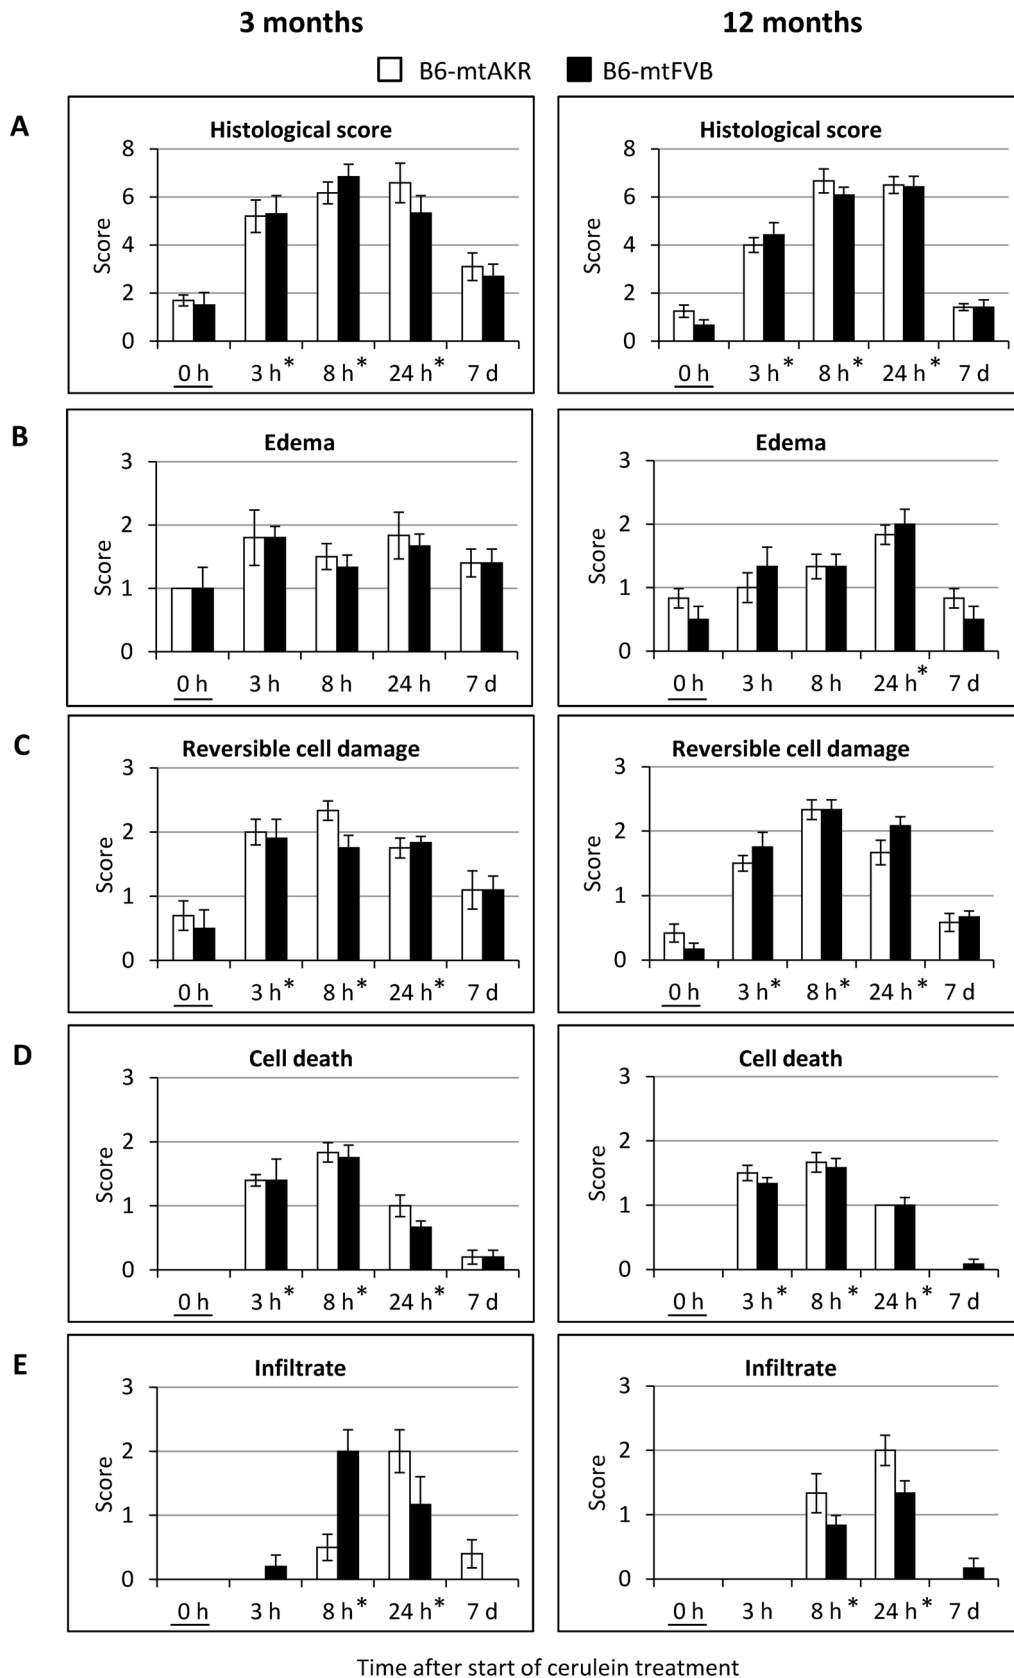 3 months 12 months
B6-mtAKR B6-mtFVB
A
Histological score
8
6
4
2
0
Score
0 h 3 h* 8 h* 24 h* 7 d
Histological score
8
6
4
2
0
Score
0 h 3 h* 8 h* 24 h* 7 d
B
Edema
3
2
1
0
Score
0 h 3 h 8 h 24 h 7 d
Edema
3
2
1
0
Score
0 h 3 h 8 h 24 h* 7 d
C
Reversible cell damage
3
2
1
0
Score
0 h 3 h* 8 h* 24 h* 7 d
Reversible cell damage
3
2
1
0
Score
0 h 3 h* 8 h* 24 h* 7 d
D
Cell death
3
2
1
0
Score
0 h 3 h* 8 h* 24 h* 7 d
Cell death
3
2
1
0
Score
0 h 3 h* 8 h* 24 h* 7 d
E
Infiltrate
3
2
1
0
Score
0 h 3 h 8 h* 24 h* 7 d
Infiltrate
3
2
1
0
Score
0 h 3 h 8 h* 24 h* 7 d
Time after start of cerulein treatment